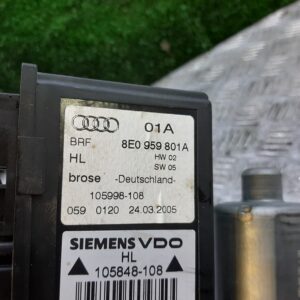 01A
BRF 8E0 959 801A
HL HW 02
SW 05
brose -Deutschland-
105998-108
059 0120 24.03.2005
SIEMENS VDO
HL
105848-108